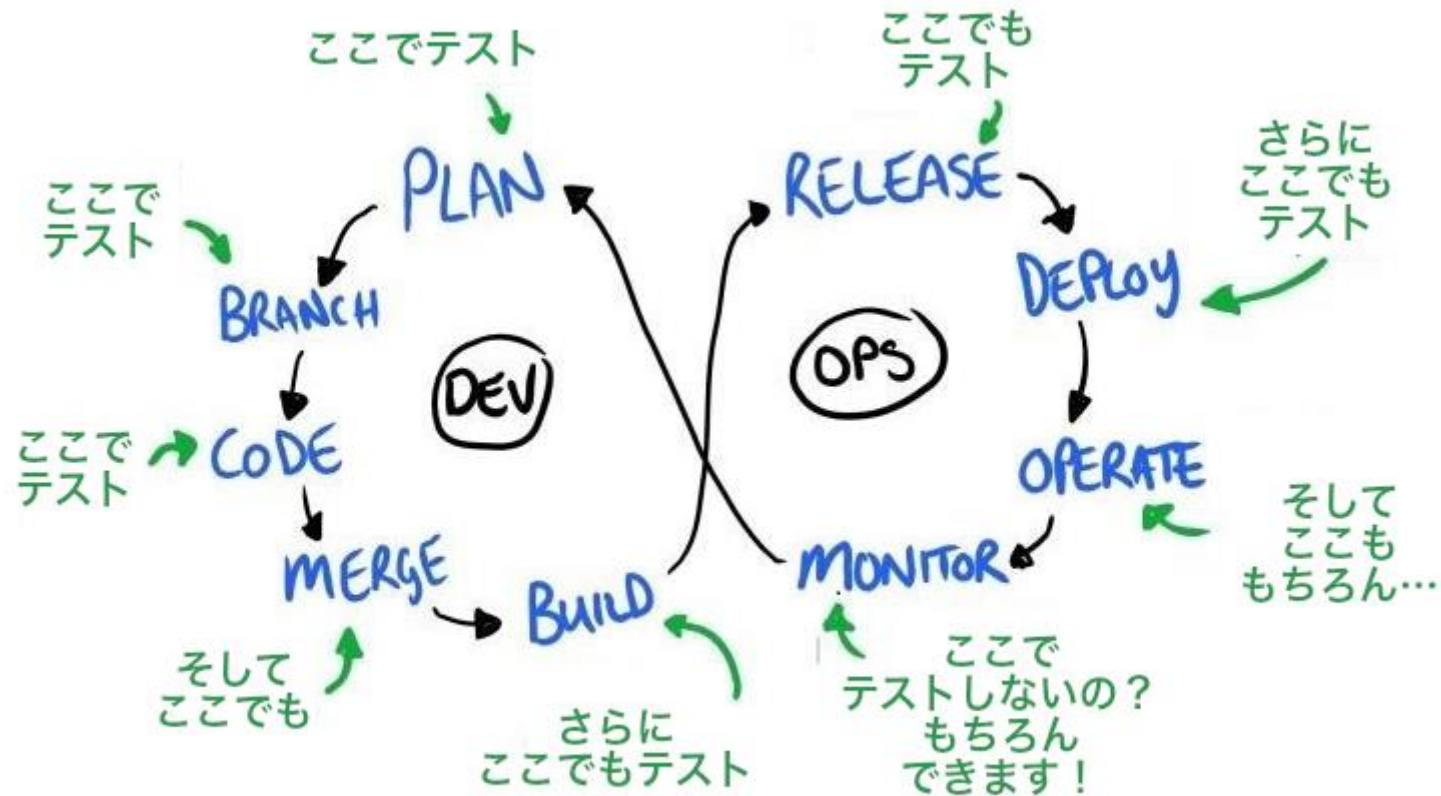 ここでテスト
PLAN
ここで
テスト
BRANCH
DEV
ここで
テスト
CODE
MERGE
そして
ここでも
BUILD
さらに
ここでもテスト
ここでも
テスト
RELEASE
さらに
ここでも
テスト
DEPLOY
OPS
OPERATE
そして
ここも
もちろん…
MONITOR
ここで
テストしないの？
もちろん
できます！